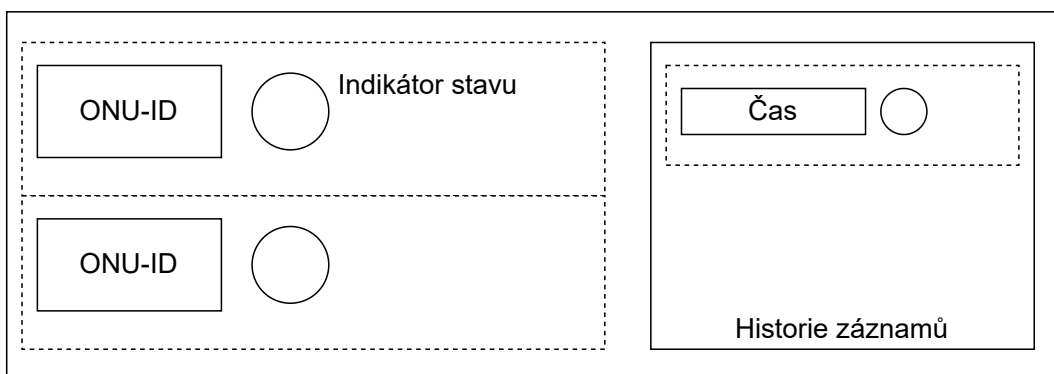 ONU-ID
Indikátor stavu
ONU-ID
Čas
Historie záznamů